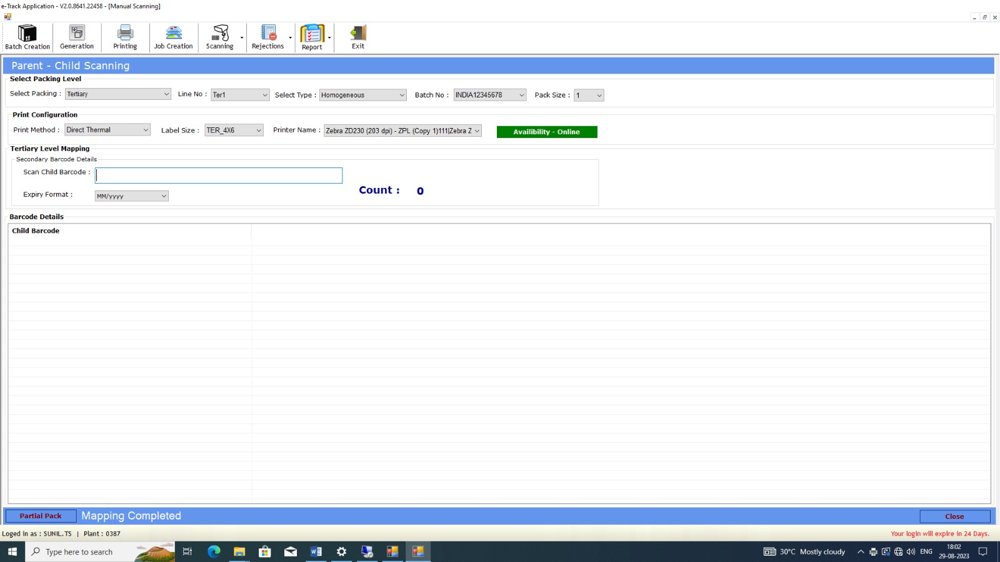 e-Track Application - V2.0.8641.22458 - [Manual Scanning]
Batch Creation
Generation
Printing
Job Creation
Scanning
Rejections
Report
Exit
Parent - Child Scanning
Select Packing Level
Select Packing : Tertiary Line No : Ter1 Select Type : Homogeneous Batch No : INDIA12345678 Pack Size : 1
Print Configuration
Print Method : Direct Thermal Label Size : TER_4X6 Printer Name : Zebra ZD230 (203 dpi) - ZPL (Copy 1)111|Zebra Z Availibility - Online
Tertiary Level Mapping
Secondary Barcode Details
Scan Child Barcode :
Count : 0
Expiry Format : MM/yyyy
Barcode Details
Child Barcode
Partial Pack Mapping Completed Close
Loged in as : SUNIL.TS | Plant : 0387 Your login will expire in 24 Days.
Type here to search 30°C Mostly cloudy ENG 18:02
29-08-2023